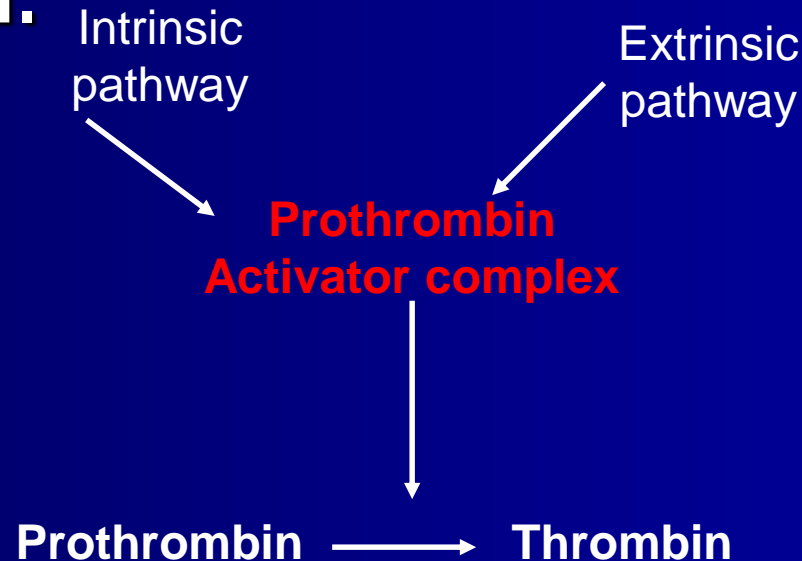 Intrinsic
pathway
Extrinsic
pathway
Prothrombin
Activator complex
Prothrombin
Thrombin